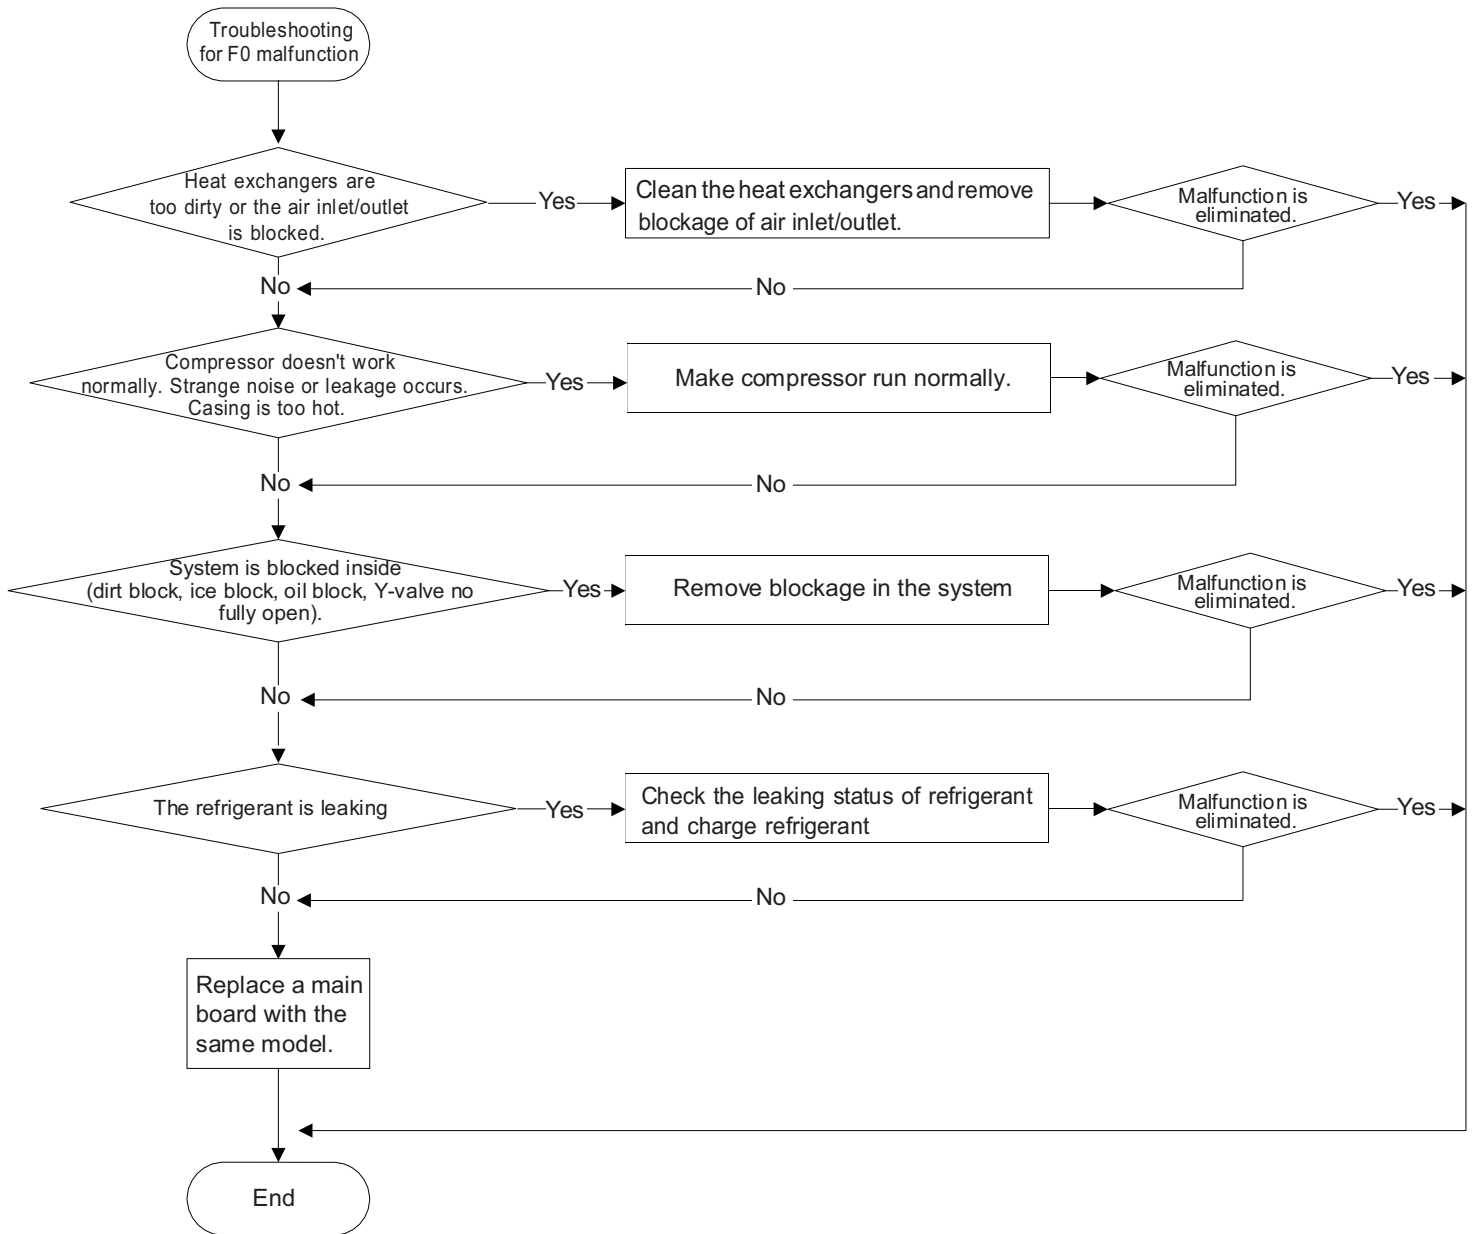 Troubleshooting
for F0 malfunction
Heat exchangers are
too dirty or the air inlet/outlet
is blocked.
Yes
Clean the heat exchangers and remove
blockage of air inlet/outlet.
Malfunction is
eliminated.
Yes
No
No
Compressor doesn't work
normally. Strange noise or leakage occurs.
Casing is too hot.
Yes
Make compressor run normally.
Malfunction is
eliminated.
Yes
No
No
System is blocked inside
(dirt block, ice block, oil block, Y-valve no
fully open).
Yes
Remove blockage in the system
Malfunction is
eliminated.
Yes
No
No
The refrigerant is leaking
Yes
Check the leaking status of refrigerant
and charge refrigerant
Malfunction is
eliminated.
Yes
No
No
Replace a main
board with the
same model.
End